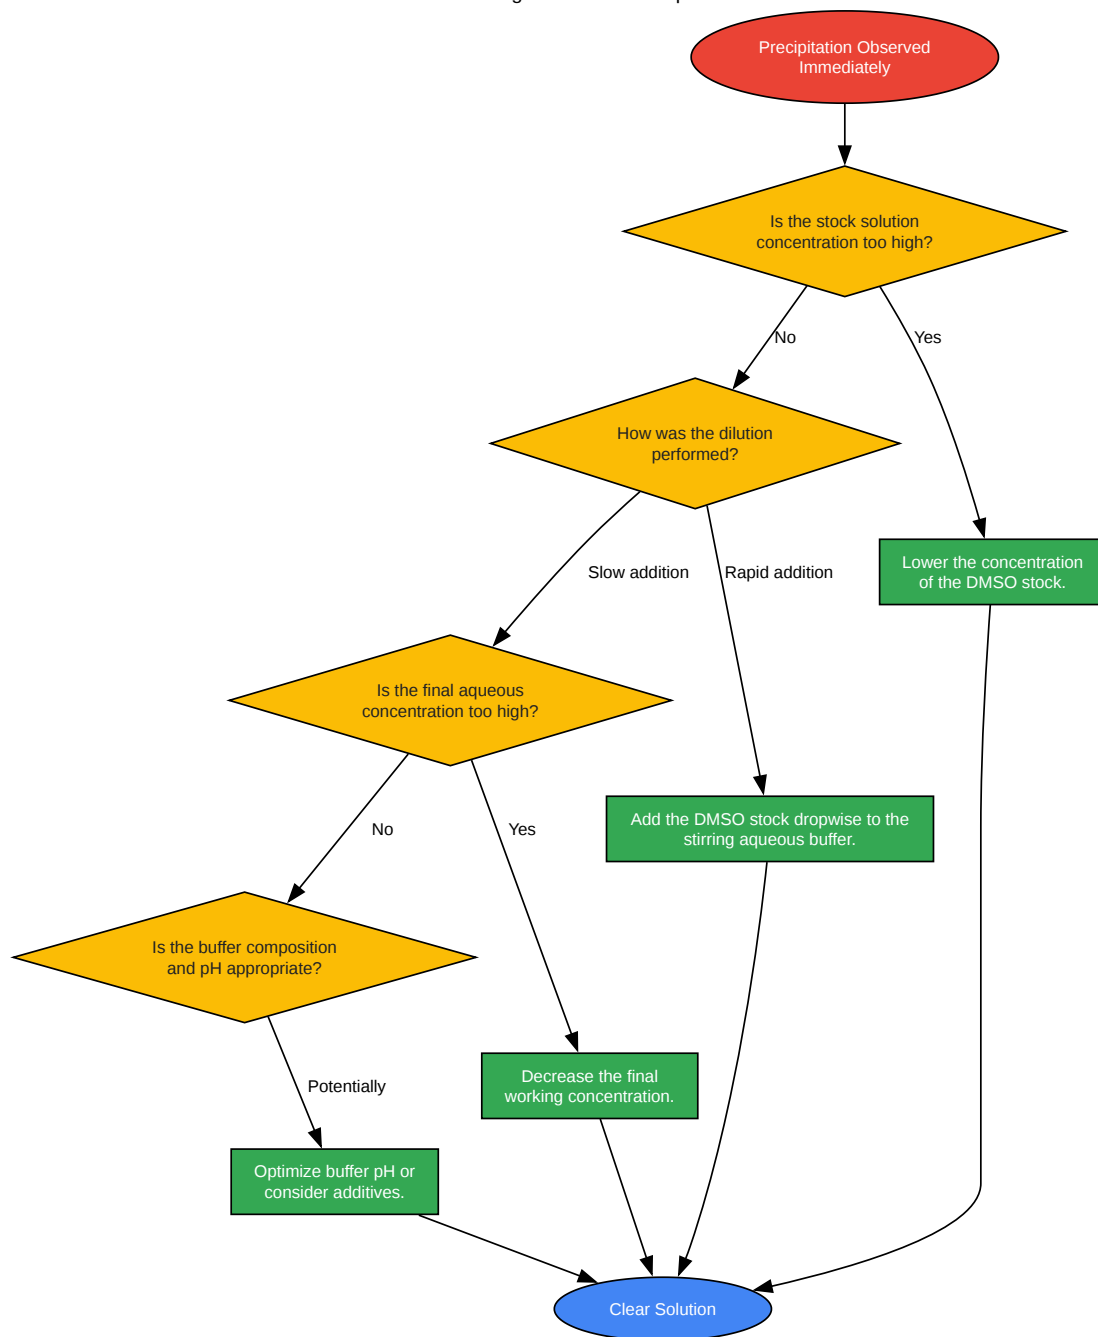 Precipitation Observed
Immediately
Is the stock solution
concentration too high?
No
Yes
How was the dilution
performed?
Slow addition
Rapid addition
Lower the concentration
of the DMSO stock.
Is the final aqueous
concentration too high?
No
Yes
Add the DMSO stock dropwise to the
stirring aqueous buffer.
Is the buffer composition
and pH appropriate?
Potentially
Decrease the final
working concentration.
Optimize buffer pH or
consider additives.
Clear Solution